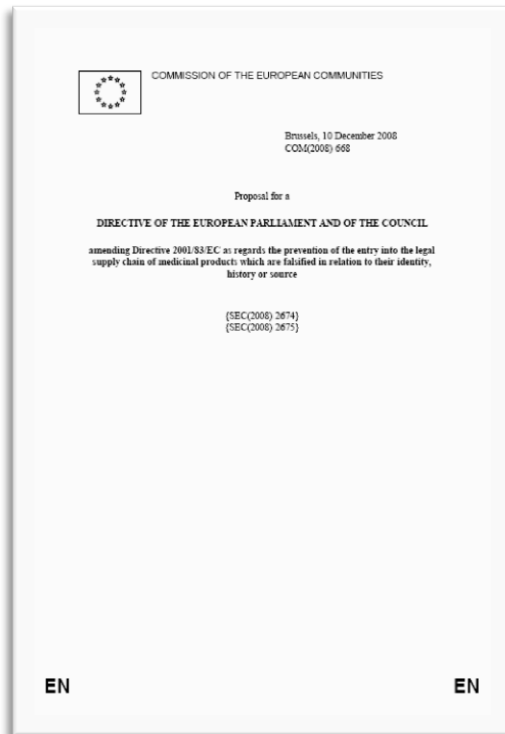 COMMISSION OF THE EUROPEAN COMMUNITIES
Brussels, 10 December 2008
COM(2008) 668
Proposal for a
DIRECTIVE OF THE EUROPEAN PARLIAMENT AND OF THE COUNCIL
amending Directive 2001/83/EC as regards the prevention of the entry into the legal
supply chain of medicinal products which are falsified in relation to their identity,
history or source
{SEC(2008) 2674}
{SEC(2008) 2675}
EN EN